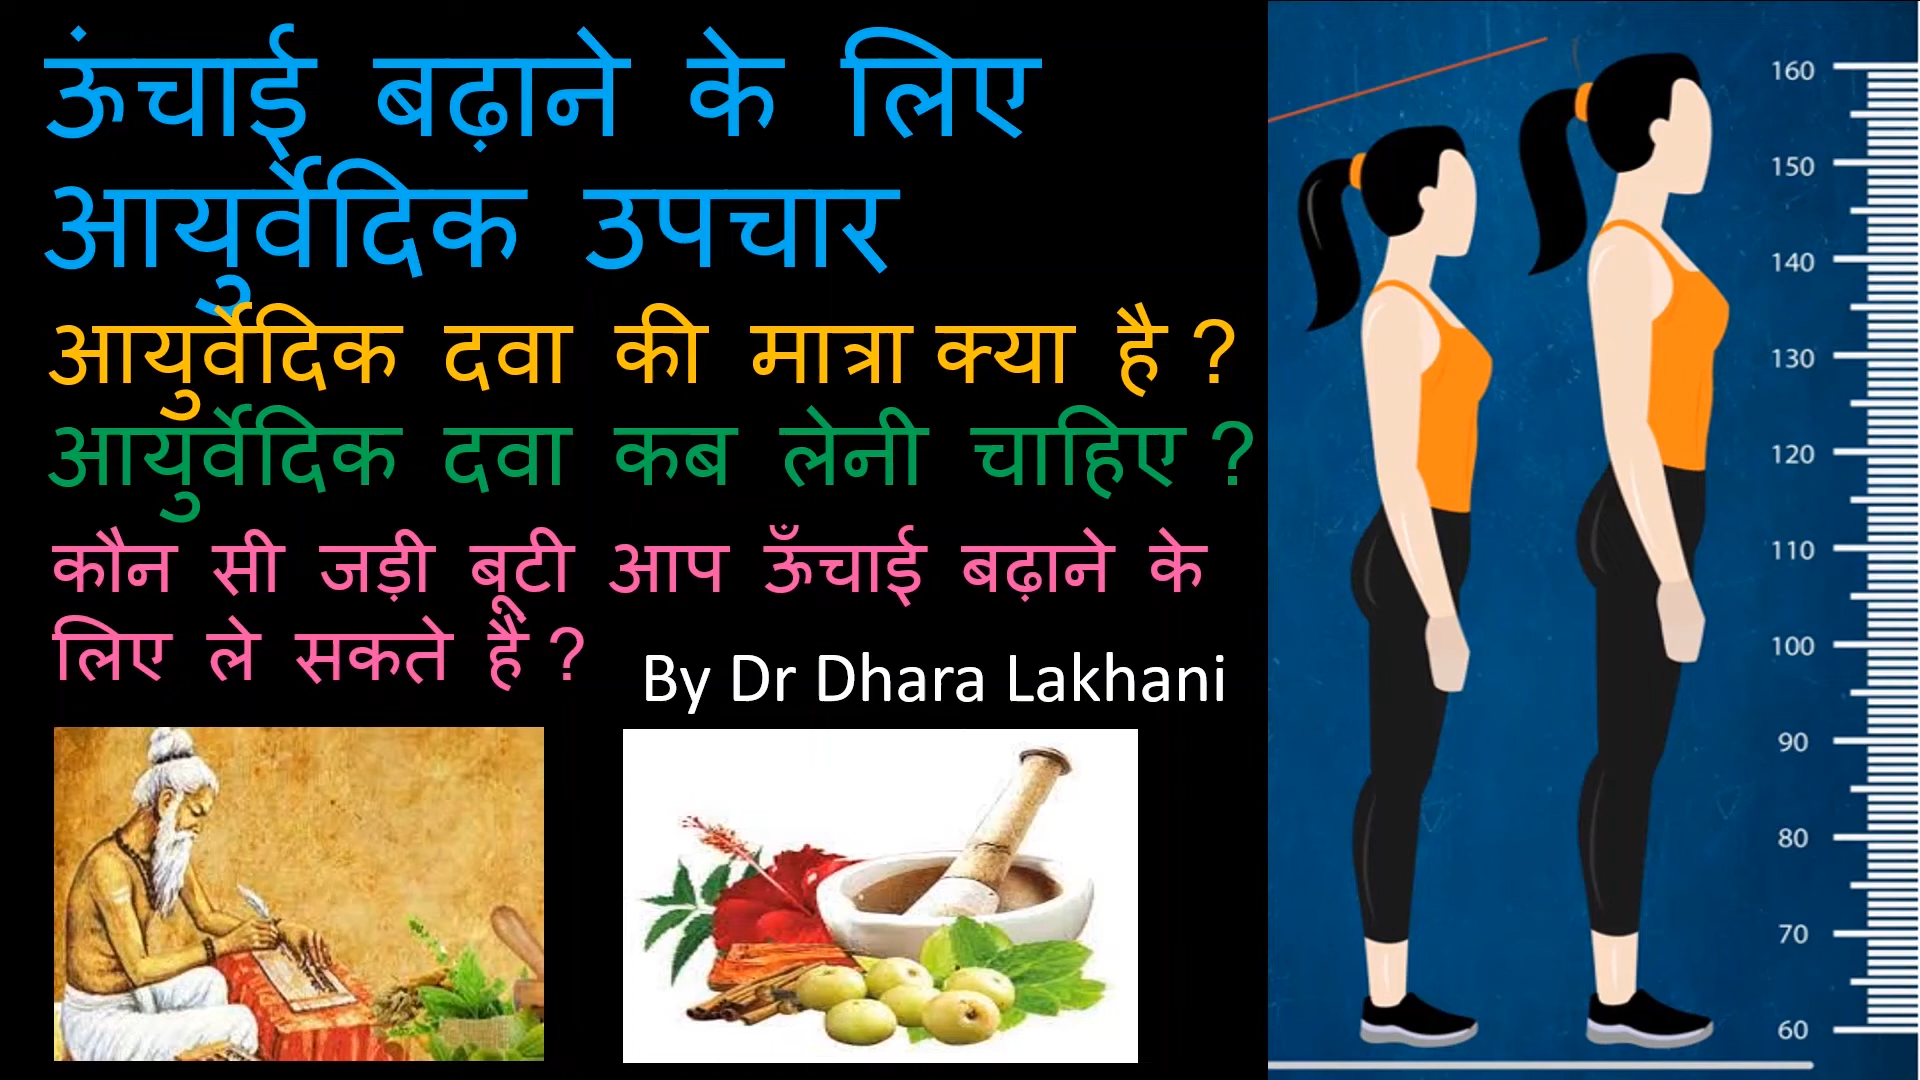 ऊंचाई बढ़ाने के लिए
आयुर्वेदिक उपचार
आयुर्वेदिक दवा की मात्रा क्या है ?
आयुर्वेदिक दवा कब लेनी चाहिए ?
कौन सी जड़ी बूटी आप ऊँचाई बढ़ाने के
लिए ले सकते हैं ?
By Dr Dhara Lakhani
160
150
140
130
120
110
100
90
80
70
60